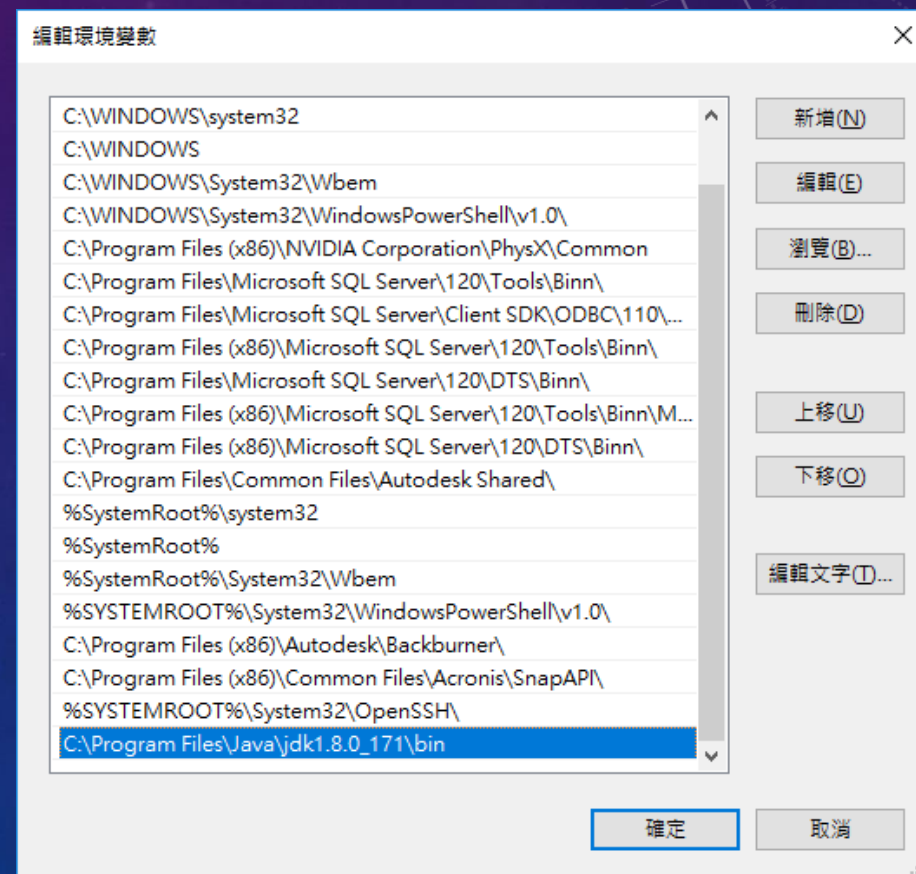 編輯環境變數
C:\WINDOWS\system32
C:\WINDOWS
C:\WINDOWS\System32\Wbem
C:\WINDOWS\System32\WindowsPowerShell\v1.0\
C:\Program Files (x86)\NVIDIA Corporation\PhysX\Common
C:\Program Files\Microsoft SQL Server\120\Tools\Binn\
C:\Program Files\Microsoft SQL Server\Client SDK\ODBC\110\...
C:\Program Files (x86)\Microsoft SQL Server\120\Tools\Binn\
C:\Program Files\Microsoft SQL Server\120\DTS\Binn\
C:\Program Files (x86)\Microsoft SQL Server\120\Tools\Binn\M...
C:\Program Files (x86)\Microsoft SQL Server\120\DTS\Binn\
C:\Program Files\Common Files\Autodesk Shared\
%SystemRoot%\system32
%SystemRoot%
%SystemRoot%\System32\Wbem
%SYSTEMROOT%\System32\WindowsPowerShell\v1.0\
C:\Program Files (x86)\Autodesk\Backburner\
C:\Program Files (x86)\Common Files\Acronis\SnapAPI\
%SYSTEMROOT%\System32\OpenSSH\
C:\Program Files\Java\jdk1.8.0_171\bin
新增(N)
編輯(E)
瀏覽(B)...
刪除(D)
上移(U)
下移(O)
編輯文字(T)...
確定
取消